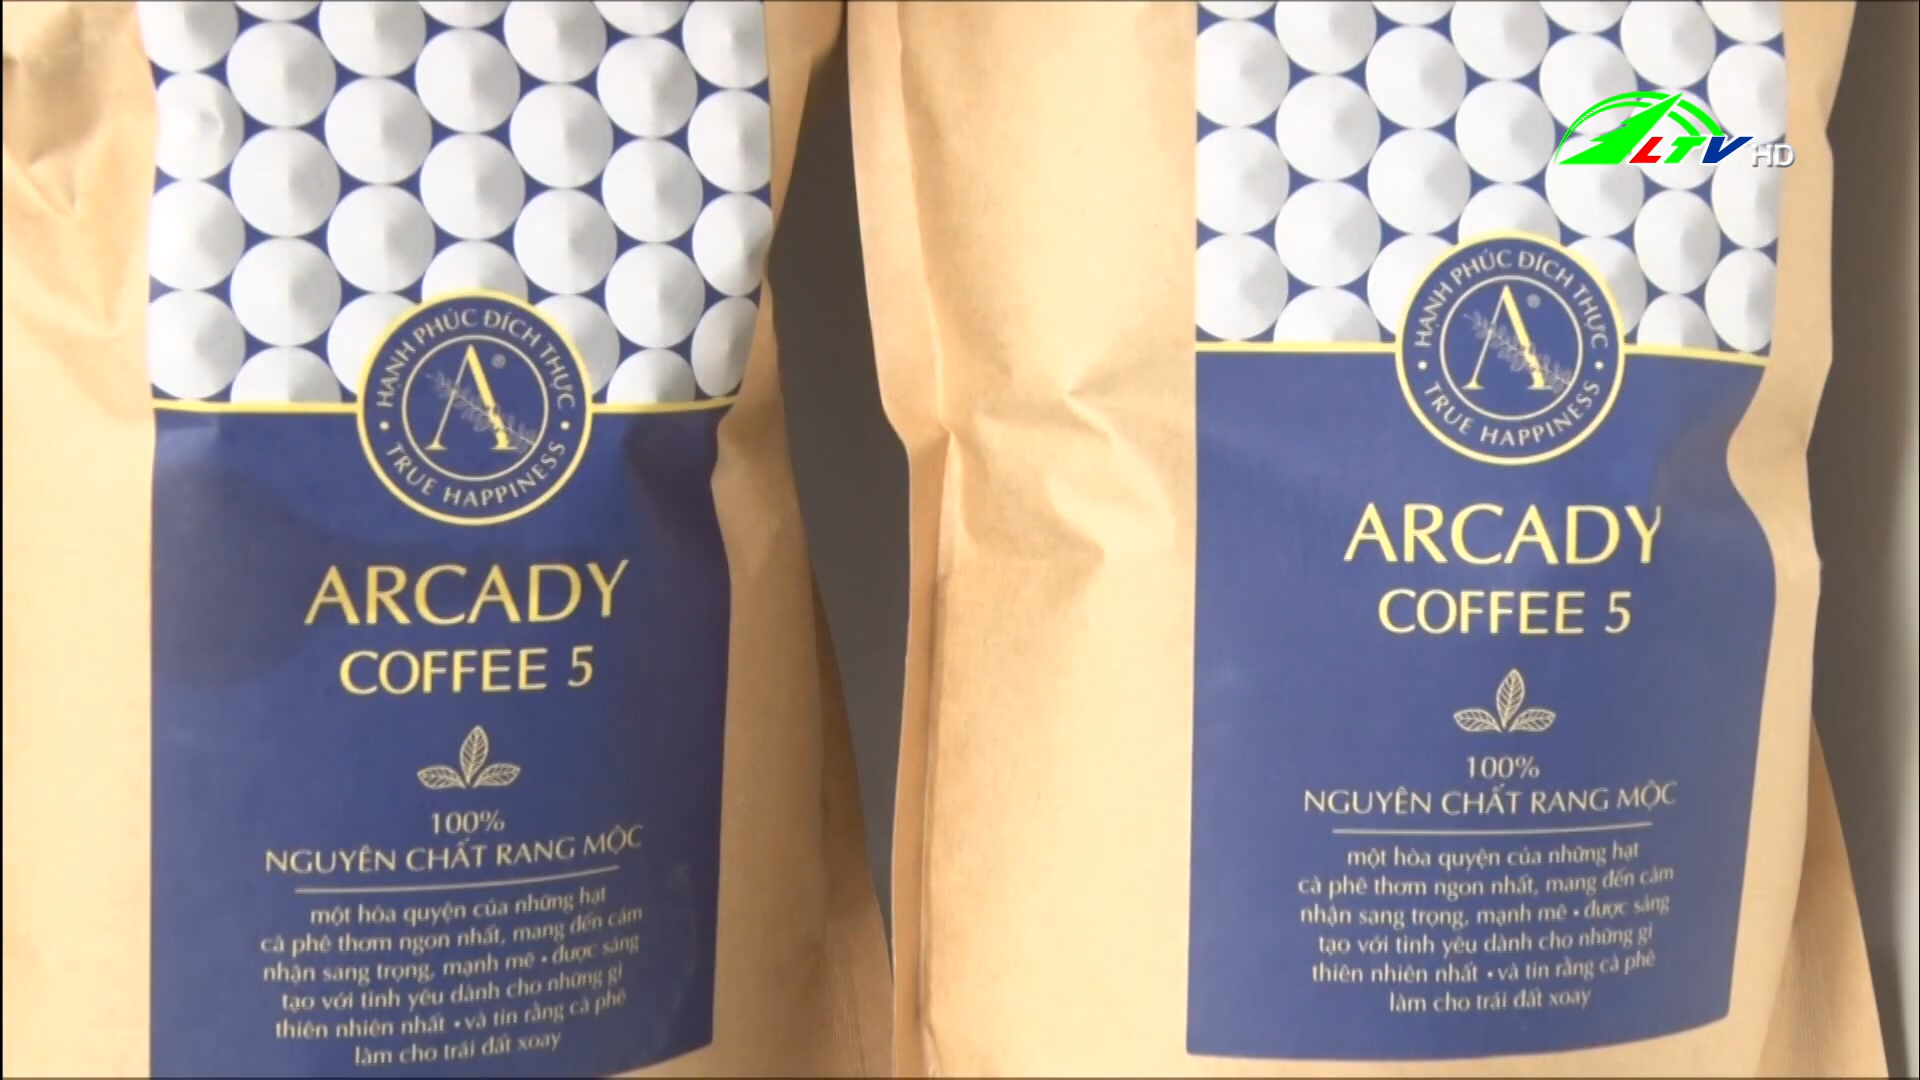 LTV HD
HẠNH PHÚC ĐÍCH THỰC
A®
• TRUE HAPPINESS •
ARCADY
COFFEE 5
100%
NGUYÊN CHẤT RANG MỘC
một hòa quyện của những hạt
cà phê thơm ngon nhất, mang đến cảm
nhận sang trọng, mạnh mẽ • được sáng
tạo với tình yêu dành cho những gì
thiên nhiên nhất • và tin rằng cà phê
làm cho trái đất xoay
HẠNH PHÚC ĐÍCH THỰC
A®
• TRUE HAPPINESS •
ARCADY
COFFEE 5
100%
NGUYÊN CHẤT RANG MỘC
một hòa quyện của những hạt
cà phê thơm ngon nhất, mang đến cảm
nhận sang trọng, mạnh mẽ • được sáng
tạo với tình yêu dành cho những gì
thiên nhiên nhất • và tin rằng cà phê
làm cho trái đất xoay